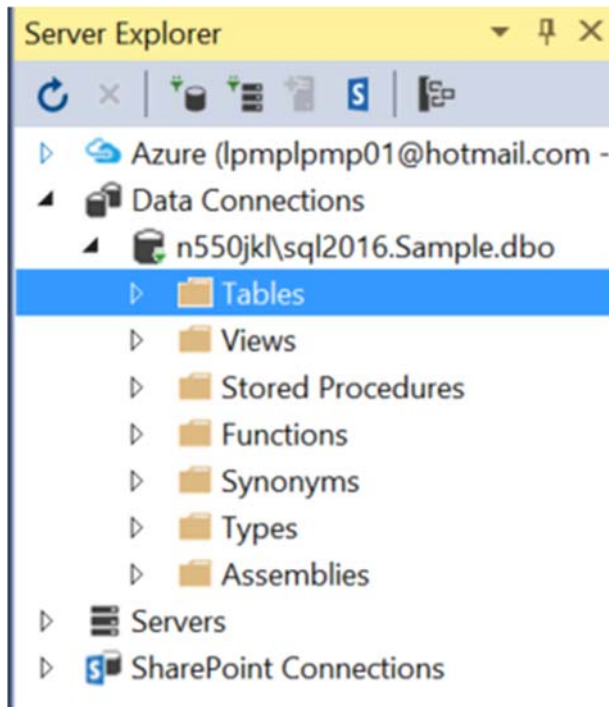 Server Explorer
Azure (lpmplpmp01@hotmail.com -
Data Connections
n550jkl\sql2016.Sample.dbo
Tables
Views
Stored Procedures
Functions
Synonyms
Types
Assemblies
Servers
SharePoint Connections